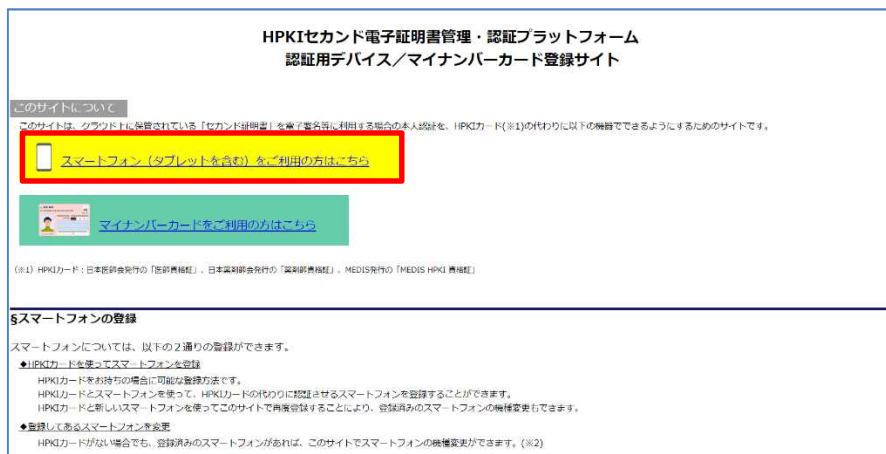 HPKIセカンド電子証明書管理・認証プラットフォーム
認証用デバイス／マイナンバーカード登録サイト
このサイトについて
このサイトは、クラウド上に保管されている「セカンド証明書」を電子署名等に利用する場合の本人認証を、HPKIカード(※1)の代わりに以下の機器でできるようにするためのサイトです。
スマートフォン（タブレットを含む）をご利用の方はこちら
マイナンバーカードをご利用の方はこちら
(※1) HPKIカード：日本医師会発行の「医師資格証」、日本薬剤師会発行の「薬剤師資格証」、MEDIS発行の「MEDIS HPKI 資格証」
§スマートフォンの登録
スマートフォンについては、以下の２通りの登録ができます。
◆HPKIカードを使ってスマートフォンを登録
HPKIカードをお持ちの場合に可能な登録方法です。
HPKIカードとスマートフォンを使って、HPKIカードの代わりに認証させるスマートフォンを登録することができます。
HPKIカードと新しいスマートフォンを使ってこのサイトで再度登録することにより、登録済みのスマートフォンの機種変更もできます。
◆登録してあるスマートフォンを変更
HPKIカードがない場合でも、登録済みのスマートフォンがあれば、このサイトでスマートフォンの機種変更ができます。(※2)